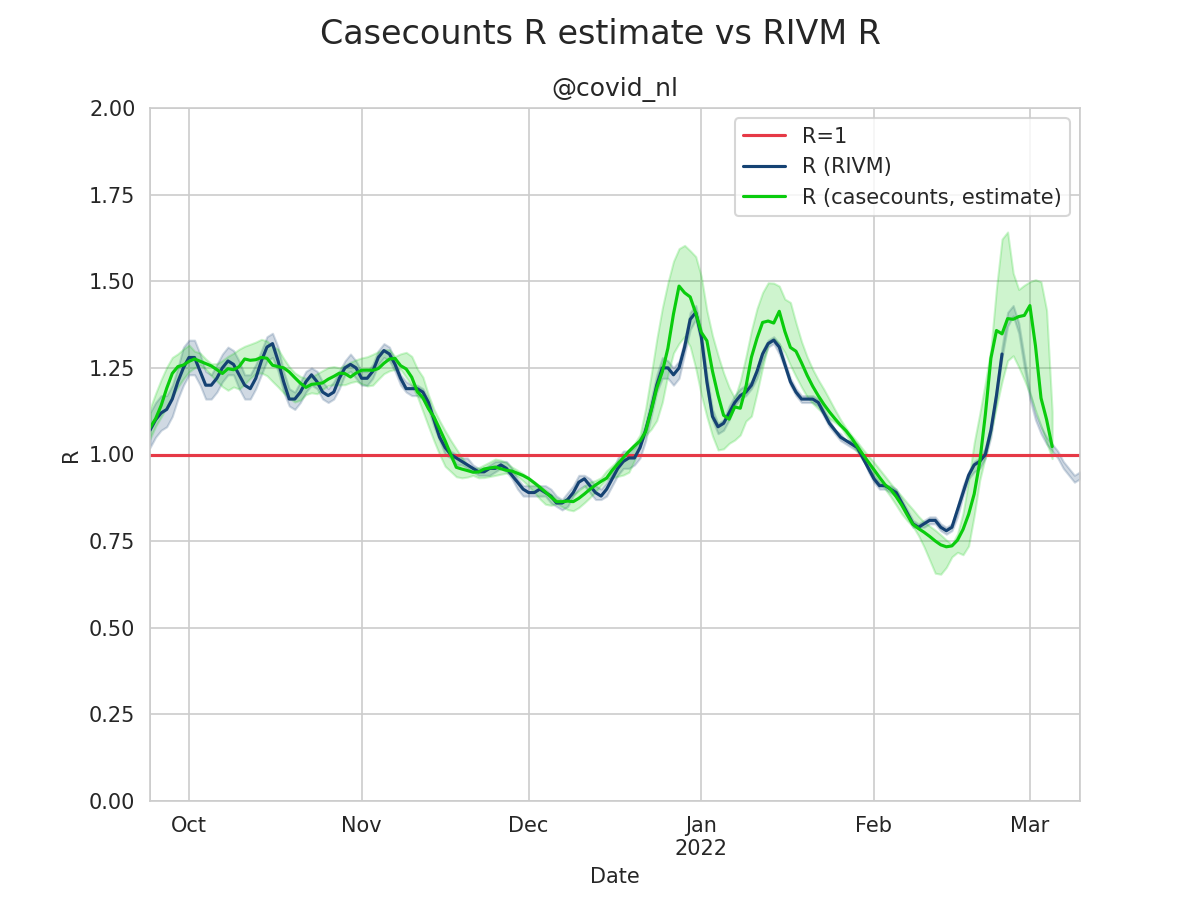 Casecounts R estimate vs RIVM R
@covid_nl
2.00
1.75
1.50
1.25
1.00
0.75
0.50
0.25
0.00
R
R=1
R (RIVM)
R (casecounts, estimate)
Oct Nov Dec Jan Feb Mar
2022
Date